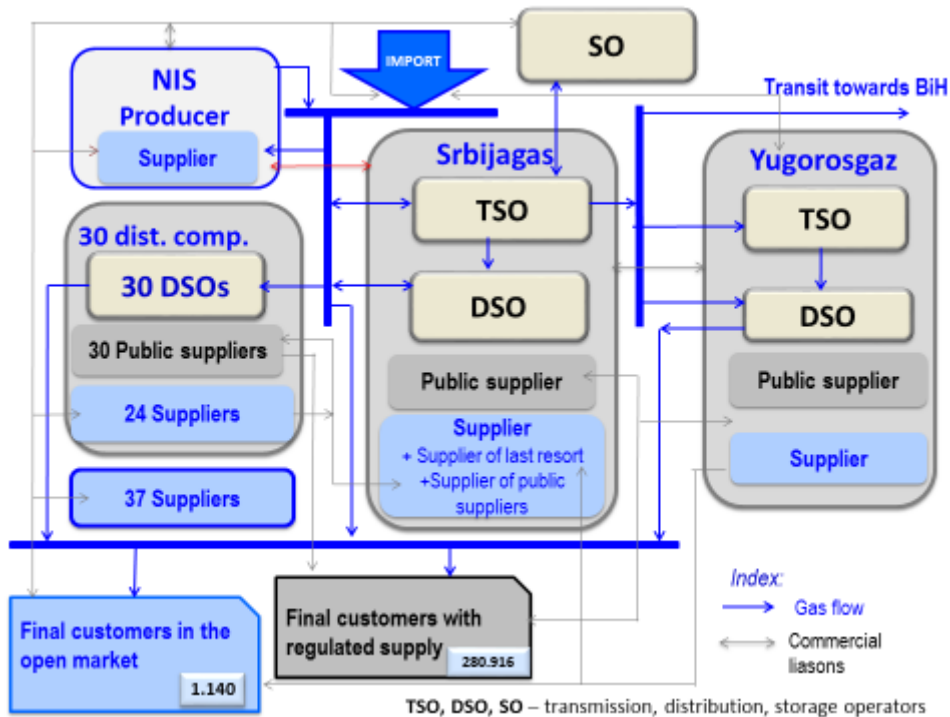 SO
IMPORT
NIS
Producer
Supplier
Transit towards BiH
Srbijagas
TSO
DSO
Public supplier
Supplier
+ Supplier of last resort
+Supplier of public
suppliers
Yugorosgaz
TSO
DSO
Public supplier
Supplier
30 dist. comp.
30 DSOs
30 Public suppliers
24 Suppliers
37 Suppliers
Final customers in the
open market
1.140
Final customers with
regulated supply
280.916
Index:
Gas flow
Commercial
liasons
TSO, DSO, SO – transmission, distribution, storage operators